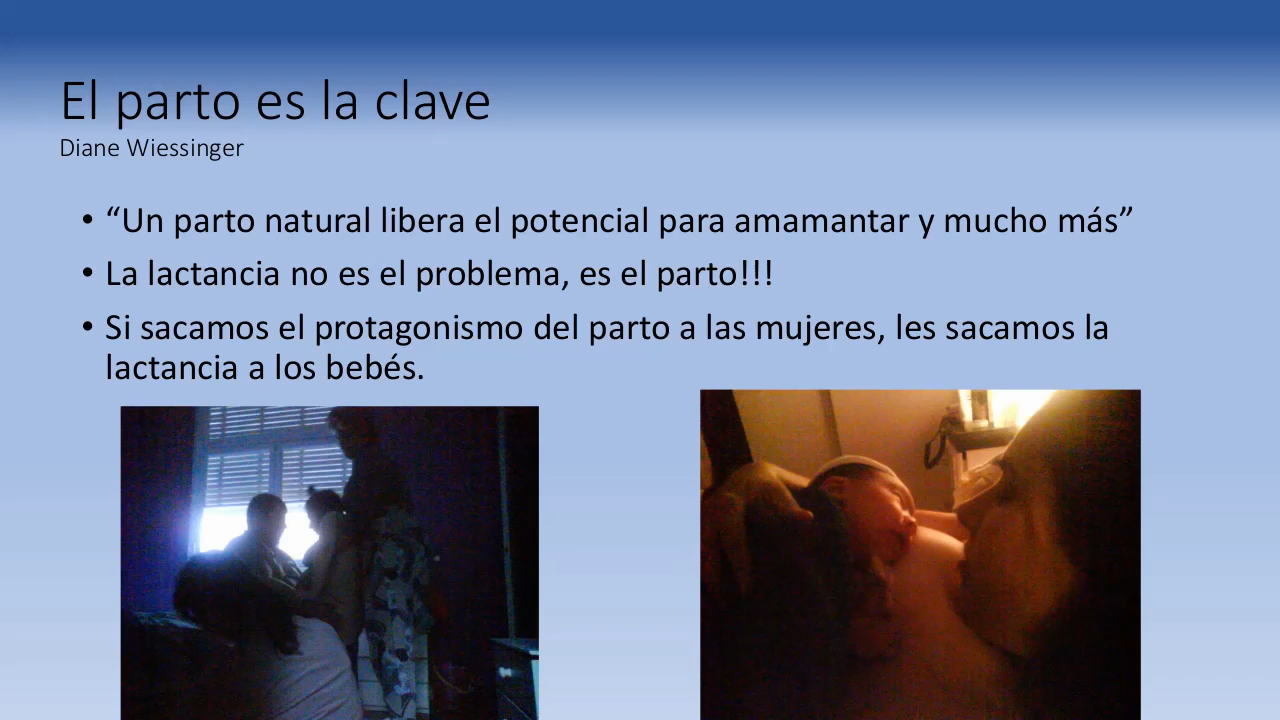 El parto es la clave
Diane Wiessinger
• “Un parto natural libera el potencial para amamantar y mucho más”
• La lactancia no es el problema, es el parto!!!
• Si sacamos el protagonismo del parto a las mujeres, les sacamos la
lactancia a los bebés.